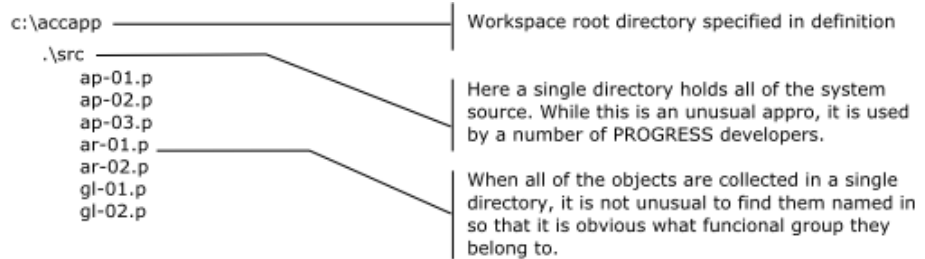 c:\accapp
.\src
ap-01.p
ap-02.p
ap-03.p
ar-01.p
ar-02.p
gl-01.p
gl-02.p
Workspace root directory specified in definition
Here a single directory holds all of the system
source. While this is an unusual appro, it is used
by a number of PROGRESS developers.
When all of the objects are collected in a single
directory, it is not unusual to find them named in
so that it is obvious what funcional group they
belong to.